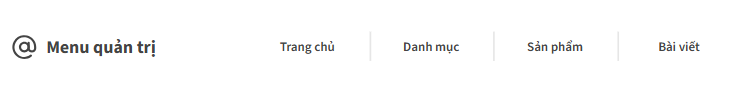 @ Menu quản trị Trang chủ Danh mục Sản phẩm Bài viết